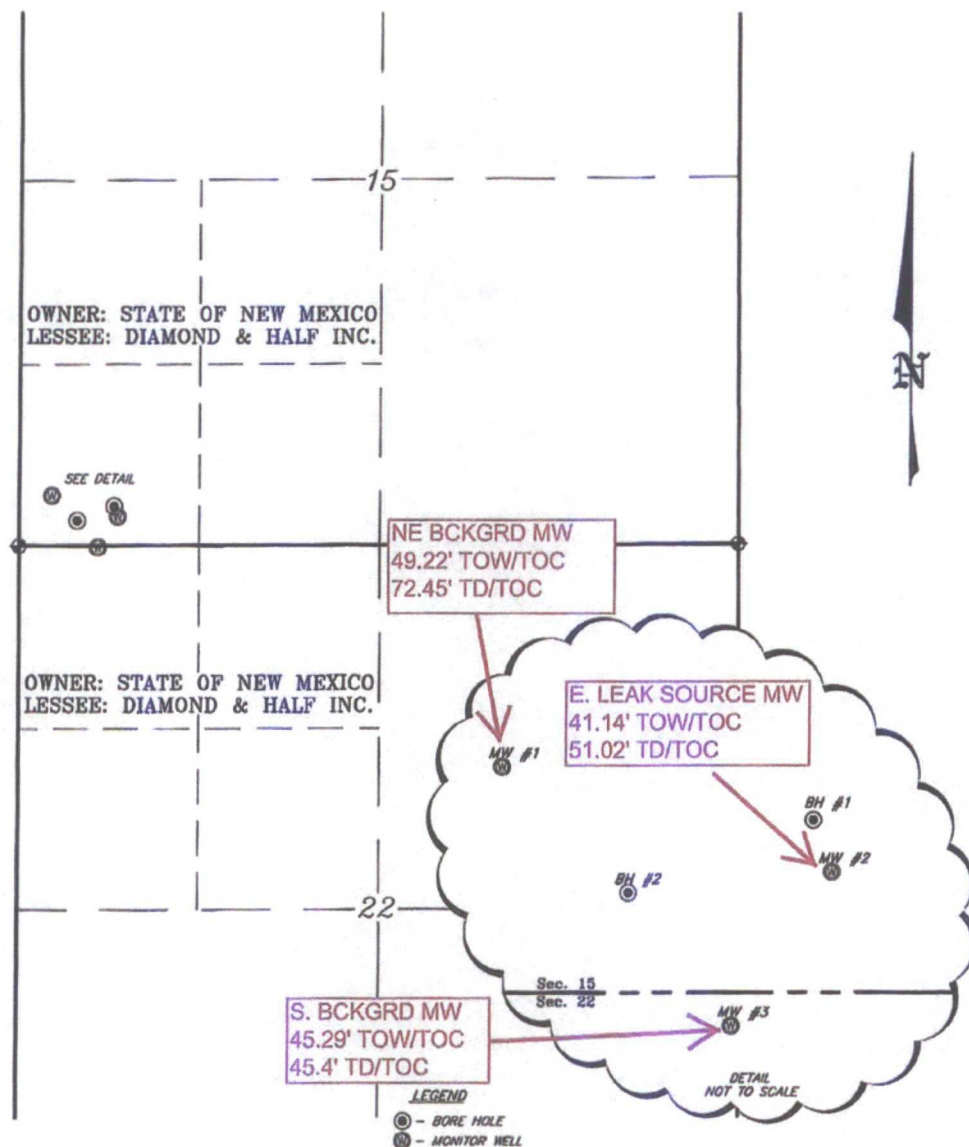 15
OWNER: STATE OF NEW MEXICO
LESSEE: DIAMOND & HALF INC.
N
SEE DETAIL
W
W
W
NE BCKGRD MW
49.22' TOW/TOC
72.45' TD/TOC
OWNER: STATE OF NEW MEXICO
LESSEE: DIAMOND & HALF INC.
E. LEAK SOURCE MW
41.14' TOW/TOC
51.02' TD/TOC
MW #1
W
BH #1
MW #2
W
BH #2
22
Sec. 15
Sec. 22
S. BCKGRD MW
45.29' TOW/TOC
45.4' TD/TOC
MW #3
W
DETAIL
NOT TO SCALE
LEGEND
- BORE HOLE
W - MONITOR WELL